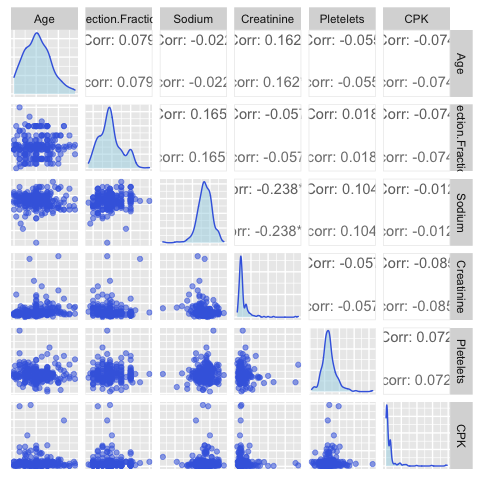 Age
ection.Fractio
Sodium
Creatinine
Pletelets
CPK
Corr: 0.079
Corr: -0.022
Corr: 0.162
Corr: -0.055
Corr: -0.074
Age
corr: 0.079
corr: -0.022
corr: 0.162
corr: -0.055
corr: -0.074
Corr: 0.165
Corr: -0.057
Corr: 0.018
Corr: -0.074
ection.Fractio
corr: 0.165
corr: -0.057
corr: 0.018
corr: -0.074
orr: -0.238*
Corr: 0.104
Corr: -0.012
Sodium
orr: -0.238*
corr: 0.104
corr: -0.012
Corr: -0.057
Corr: -0.085
Creatinine
corr: -0.057
corr: -0.085
Corr: 0.072
Pletelets
corr: 0.072
CPK